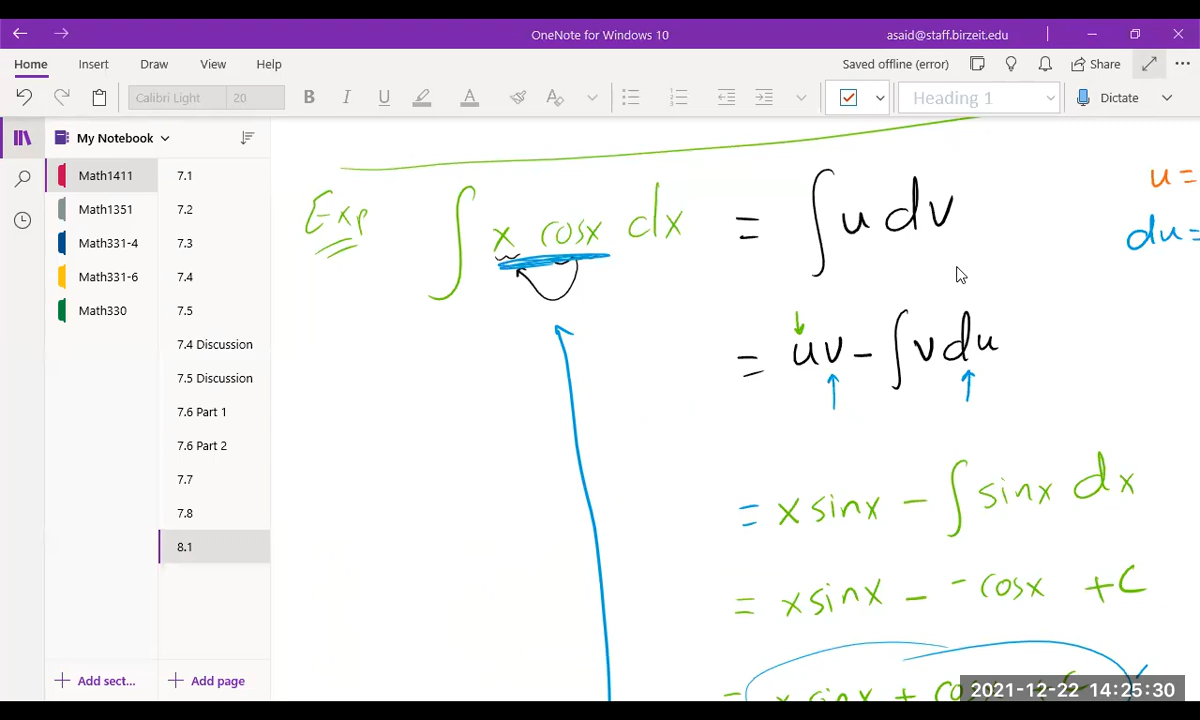 OneNote for Windows 10
asaid@staff.birzeit.edu
Home Insert Draw View Help
Saved offline (error)
Share
Calibri Light 20 B I U A Heading 1 Dictate
My Notebook
Math1411
Math1351
Math331-4
Math331-6
Math330
7.1
7.2
7.3
7.4
7.5
7.4 Discussion
7.5 Discussion
7.6 Part 1
7.6 Part 2
7.7
7.8
8.1
Add sect...
Add page
Exp ∫ x cosx dx = ∫ u dv
u =
du =
= uv - ∫ v du
= x sinx - ∫ sinx dx
= x sinx - - cosx + C
= x sinx + cosx + C
2021-12-22 14:25:30